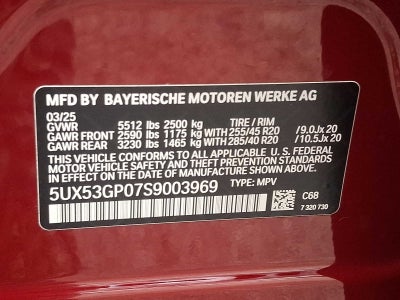 MFD BY BAYERISCHE MOTOREN WERKE AG
03/25
GVWR 5512 lbs 2500 kg TIRE / RIM
GAWR FRONT 2590 lbs 1175 kg WITH 255/45 R20 /9.0Jx 20
GAWR REAR 3230 lbs 1465 kg WITH 285/40 R20 /10.5Jx 20
THIS VEHICLE CONFORMS TO ALL APPLICABLE U. S. FEDERAL
MOTOR VEHICLE SAFETY AND THEFT PREVENTION STANDARDS
IN EFFECT ON THE DATE OF MANUFACTURE SHOWN ABOVE.
5UX53GP07S9003969 TYPE: MPV
C68
7 320 730